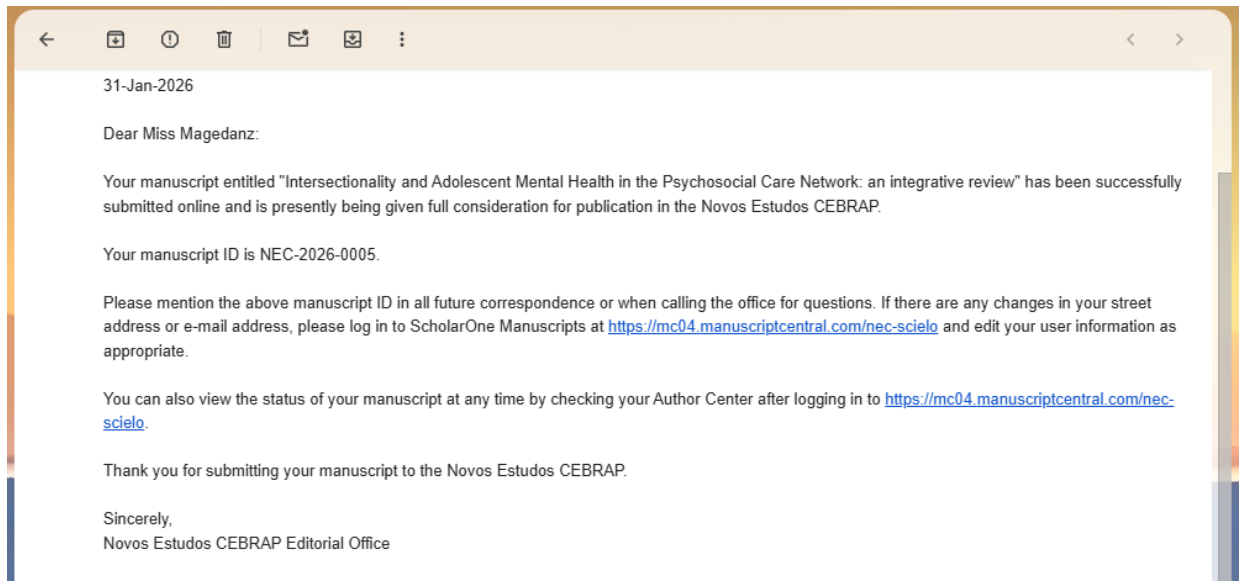 31-Jan-2026
Dear Miss Magedanz:
Your manuscript entitled "Intersectionality and Adolescent Mental Health in the Psychosocial Care Network: an integrative review" has been successfully
submitted online and is presently being given full consideration for publication in the Novos Estudos CEBRAP.
Your manuscript ID is NEC-2026-0005.
Please mention the above manuscript ID in all future correspondence or when calling the office for questions. If there are any changes in your street
address or e-mail address, please log in to ScholarOne Manuscripts at https://mc04.manuscriptcentral.com/nec-scielo and edit your user information as
appropriate.
You can also view the status of your manuscript at any time by checking your Author Center after logging in to https://mc04.manuscriptcentral.com/nec-
scielo.
Thank you for submitting your manuscript to the Novos Estudos CEBRAP.
Sincerely,
Novos Estudos CEBRAP Editorial Office